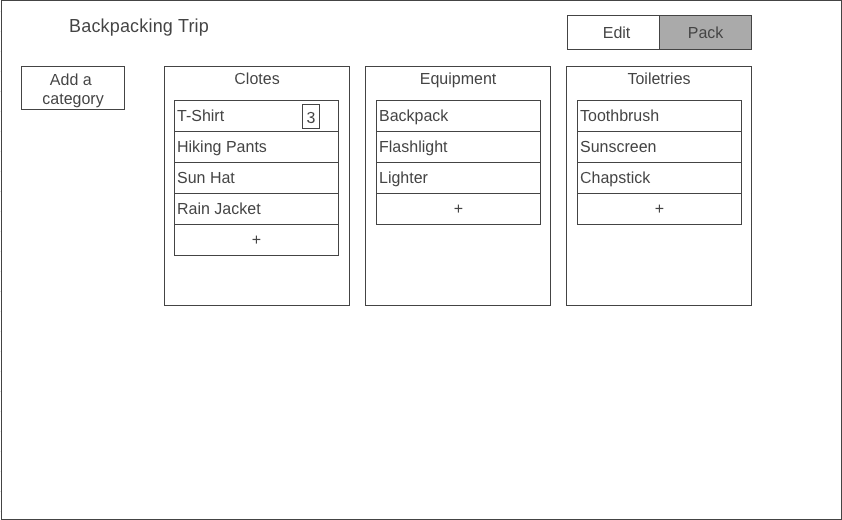 Backpacking Trip
Edit
Pack
Add a
category
Clotes
T-Shirt 3
Hiking Pants
Sun Hat
Rain Jacket
+
Equipment
Backpack
Flashlight
Lighter
+
Toiletries
Toothbrush
Sunscreen
Chapstick
+